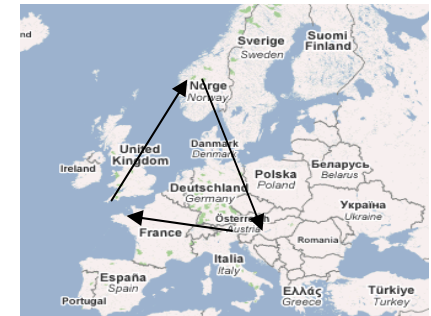 nd
Sverige
Sweden
Suomi
Finland
Norge
Norway
United
Kingdom
Ireland
Danmark
Denmark
Беларусь
Belarus
Polska
Poland
Deutschland
Germany
Україна
Ukraine
Österreich
Austria
France
Romania
Italia
Italy
España
Spain
Portugal
Ελλάς
Greece
Türkiye
Turkey